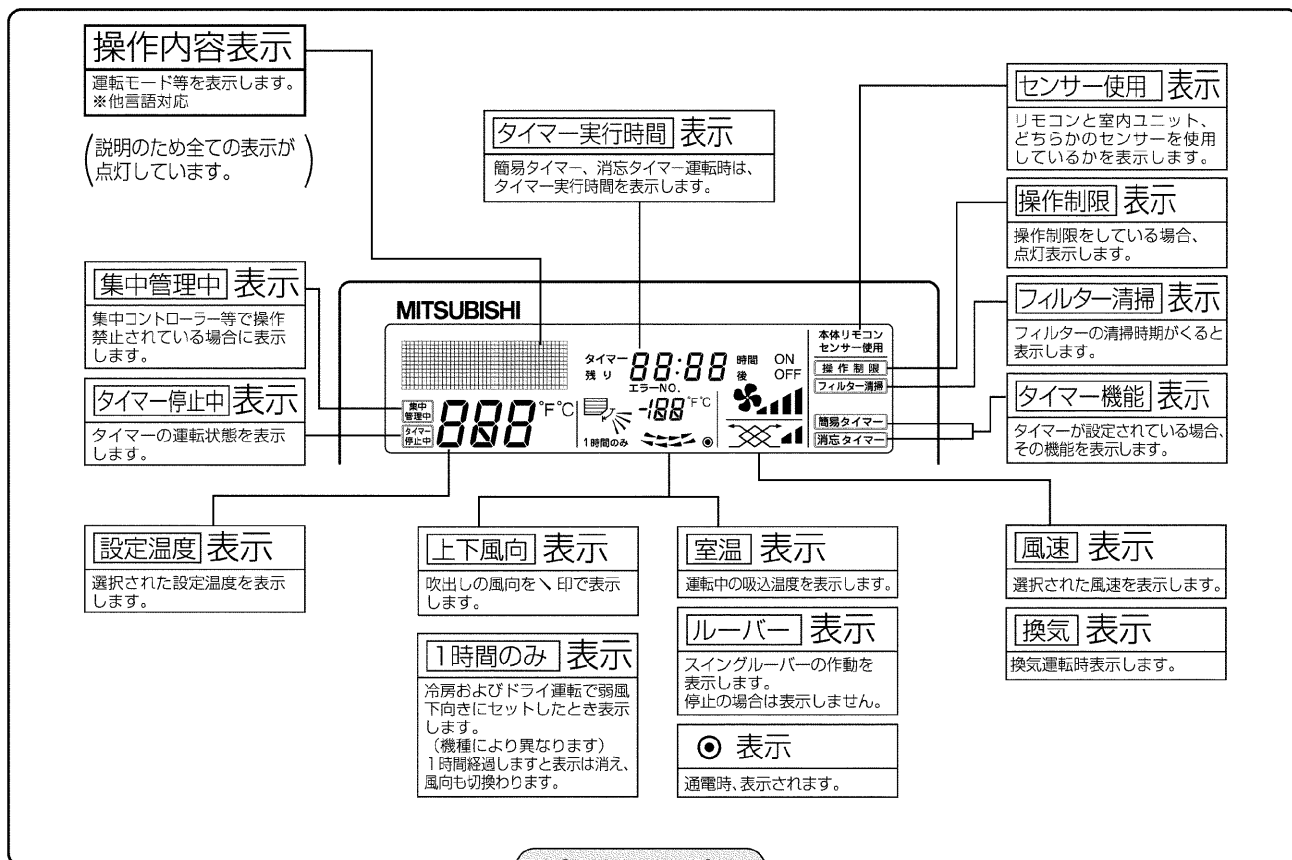 操作内容表示
運転モード等を表示します。
※他言語対応
(説明のため全ての表示が
点灯しています。)
集中管理中 表示
集中コントローラー等で操作
禁止されている場合に表示
します。
タイマー停止中 表示
タイマーの運転状態を表示
します。
設定温度 表示
選択された設定温度を表示
します。
タイマー実行時間 表示
簡易タイマー、消忘タイマー運転時は、
タイマー実行時間を表示します。
MITSUBISHI
タイマー 88:88 時間 ON
残り 後 OFF
エラーNO.
集中
管理中
タイマー
停止中
888 °F°C
-188 °F°C
1時間のみ
本体リモコン
センサー使用
操作制限
フィルター清掃
簡易タイマー
消忘タイマー
上下風向 表示
吹出しの風向を\印で表示
します。
1時間のみ 表示
冷房およびドライ運転で弱風
下向きにセットしたとき表示
します。
(機種により異なります)
1時間経過しますと表示は消え、
風向も切換わります。
室温 表示
運転中の吸込温度を表示します。
ルーバー 表示
スイングルーバーの作動を
表示します。
停止の場合は表示しません。
◉ 表示
通電時、表示されます。
センサー使用 表示
リモコンと室内ユニット、
どちらかのセンサーを使用
しているかを表示します。
操作制限 表示
操作制限をしている場合、
点灯表示します。
フィルター清掃 表示
フィルターの清掃時期がくると
表示します。
タイマー機能 表示
タイマーが設定されている場合、
その機能を表示します。
風速 表示
選択された風速を表示します。
換気 表示
換気運転時表示します。